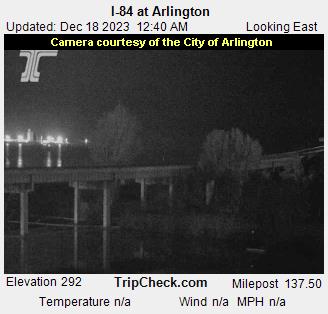 I-84 at Arlington
Updated: Dec 18 2023 12:40 AM Looking East
Camera courtesy of the City of Arlington
Elevation 292 TripCheck.com Milepost 137.50
Temperature n/a Wind n/a MPH n/a